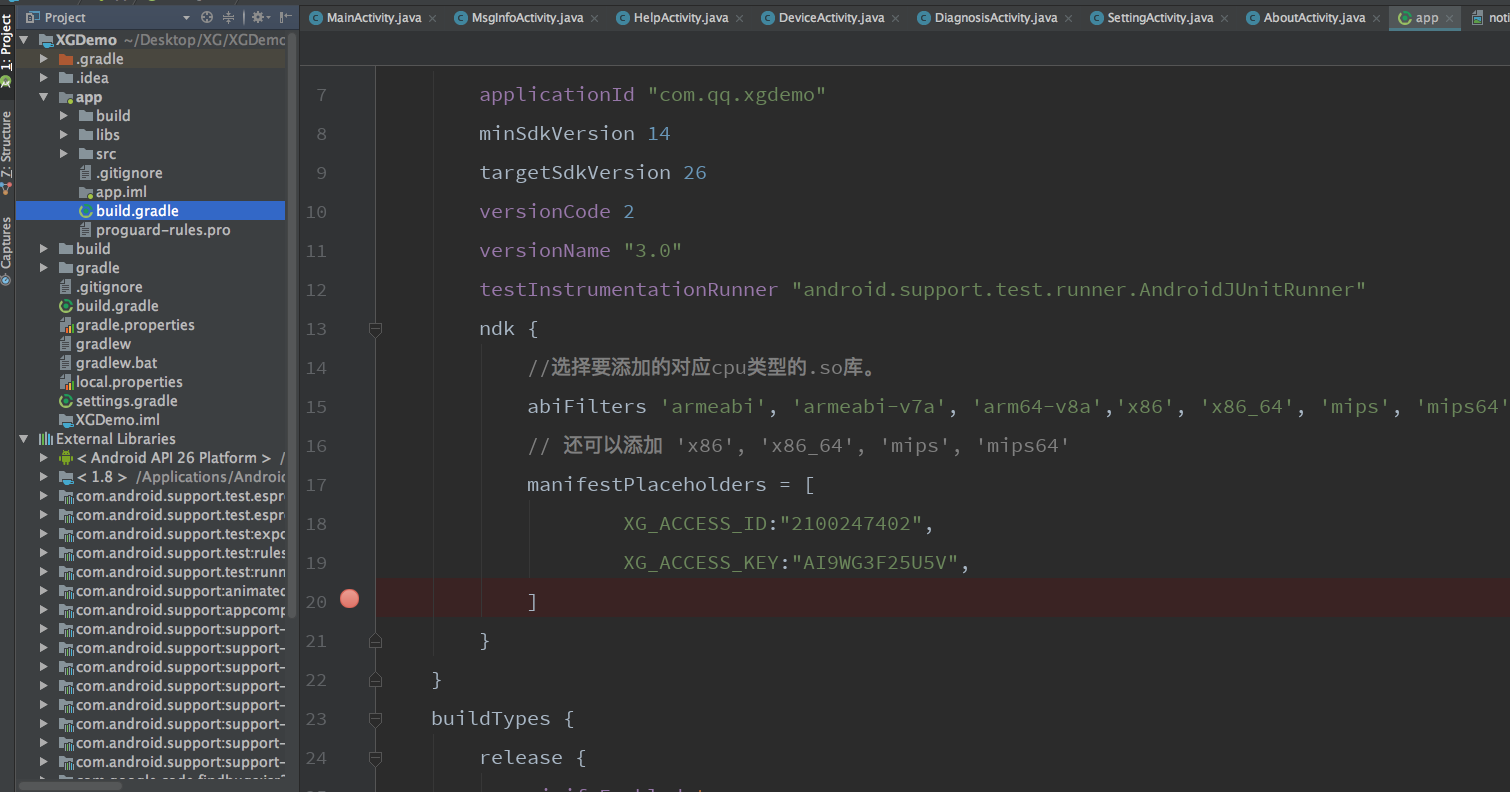 Project
MainActivity.java
MsgInfoActivity.java
HelpActivity.java
DeviceActivity.java
DiagnosisActivity.java
SettingActivity.java
AboutActivity.java
app
noti
1: Project
Z: Structure
Captures
XGDemo ~/Desktop/XG/XGDemo
.gradle
.idea
app
build
libs
src
.gitignore
app.iml
build.gradle
proguard-rules.pro
build
gradle
.gitignore
build.gradle
gradle.properties
gradlew
gradlew.bat
local.properties
settings.gradle
XGDemo.iml
External Libraries
< Android API 26 Platform > /
< 1.8 > /Applications/Android
com.android.support.test.espr
com.android.support.test.espr
com.android.support.test:expo
com.android.support.test:rules
com.android.support.test:runn
com.android.support:animated
com.android.support:appcomp
com.android.support:support-
com.android.support:support-
com.android.support:support-
com.android.support:support-
com.android.support:support-
com.android.support:support-
com.android.support:support-
com.android.support:support-
7 applicationId "com.qq.xgdemo"
8 minSdkVersion 14
9 targetSdkVersion 26
10 versionCode 2
11 versionName "3.0"
12 testInstrumentationRunner "android.support.test.runner.AndroidJUnitRunner"
13 ndk {
14 //选择要添加的对应cpu类型的.so库。
15 abiFilters 'armeabi', 'armeabi-v7a', 'arm64-v8a','x86', 'x86_64', 'mips', 'mips64'
16 // 还可以添加 'x86', 'x86_64', 'mips', 'mips64'
17 manifestPlaceholders = [
18 XG_ACCESS_ID:"2100247402",
19 XG_ACCESS_KEY:"AI9WG3F25U5V",
20 ]
21 }
22 }
23 buildTypes {
24 release {